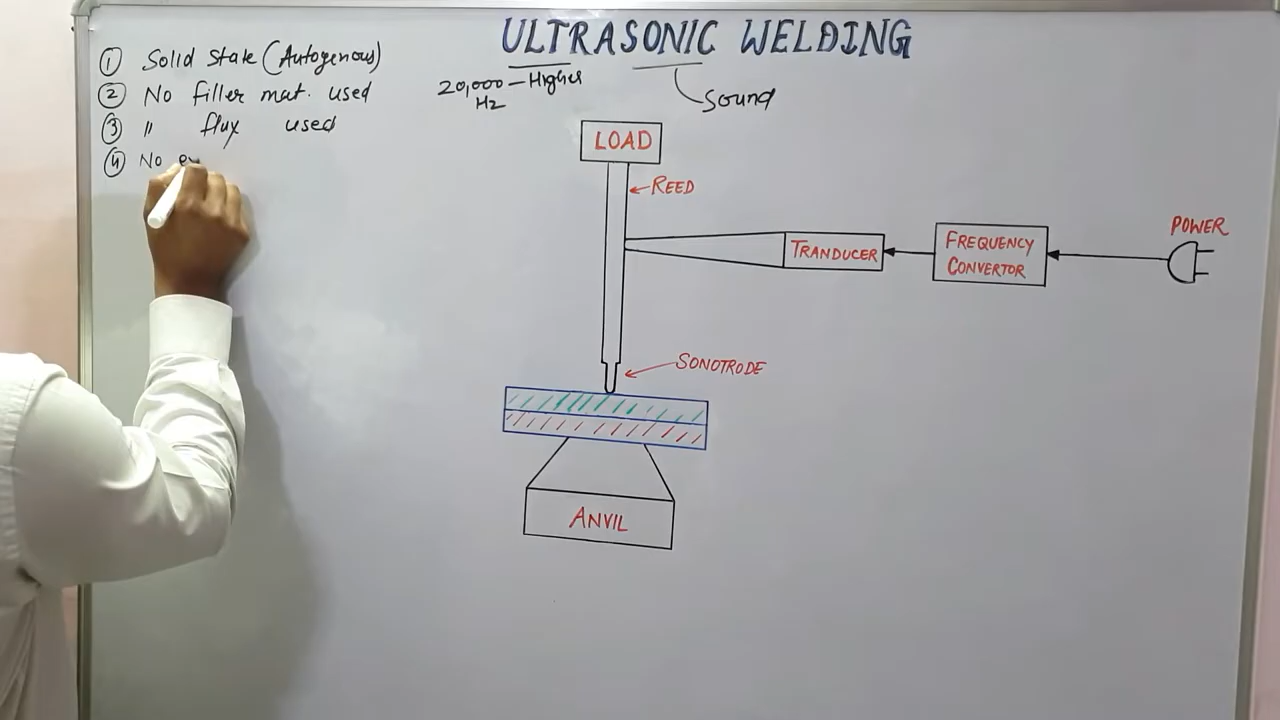 ULTRASONIC WELDING
① Solid State (Autogenous)
② No filler mat. used
③ 〃 flux used
④ No
20,000 — Higher
Hz
Sound
LOAD
REED
TRANDUCER
FREQUENCY
CONVERTOR
POWER
SONOTRODE
ANVIL